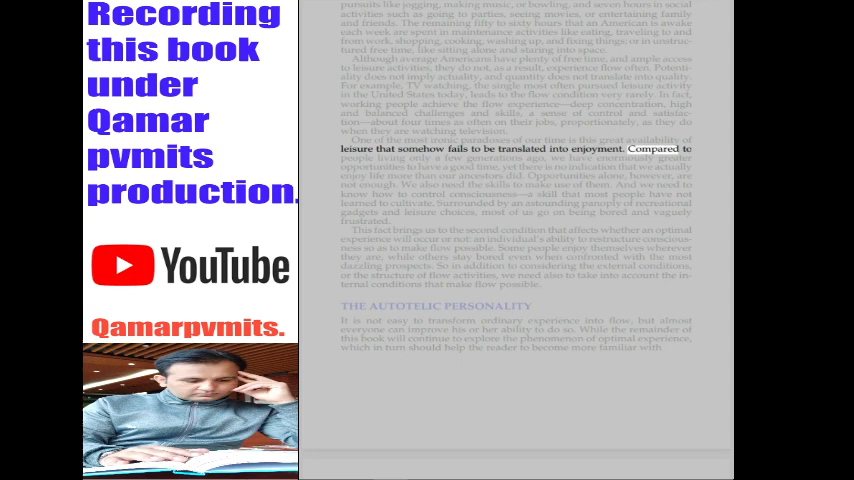 Recording
this book
under
Qamar
pvmits
production.
YouTube
Qamarpvmits.
pursuits like jogging, making music, or bowling, and seven hours in social
activities such as going to parties, seeing movies, or entertaining family
and friends. The remaining fifty to sixty hours that an American is awake
each week are spent in maintenance activities like eating, traveling to and
from work, shopping, cooking, washing up, and fixing things; or in unstruc-
tured free time, like sitting alone and staring into space.
Although average Americans have plenty of free time, and ample access
to leisure activities, they do not, as a result, experience flow often. Potenti-
ality does not imply actuality, and quantity does not translate into quality.
For example, TV watching, the single most often pursued leisure activity
in the United States today, leads to the flow condition very rarely. In fact,
working people achieve the flow experience—deep concentration, high
and balanced challenges and skills, a sense of control and satisfac-
tion—about four times as often on their jobs, proportionately, as they do
when they are watching television.
One of the most ironic paradoxes of our time is this great availability of
leisure that somehow fails to be translated into enjoyment. Compared to
people living only a few generations ago, we have enormously greater
opportunities to have a good time, yet there is no indication that we actually
enjoy life more than our ancestors did. Opportunities alone, however, are
not enough. We also need the skills to make use of them. And we need to
know how to control consciousness—a skill that most people have not
learned to cultivate. Surrounded by an astounding panoply of recreational
gadgets and leisure choices, most of us go on being bored and vaguely
frustrated.
This fact brings us to the second condition that affects whether an optimal
experience will occur or not: an individual's ability to restructure conscious-
ness so as to make flow possible. Some people enjoy themselves wherever
they are, while others stay bored even when confronted with the most
dazzling prospects. So in addition to considering the external conditions,
or the structure of flow activities, we need also to take into account the in-
ternal conditions that make flow possible.
THE AUTOTELIC PERSONALITY
It is not easy to transform ordinary experience into flow, but almost
everyone can improve his or her ability to do so. While the remainder of
this book will continue to explore the phenomenon of optimal experience,
which in turn should help the reader to become more familiar with